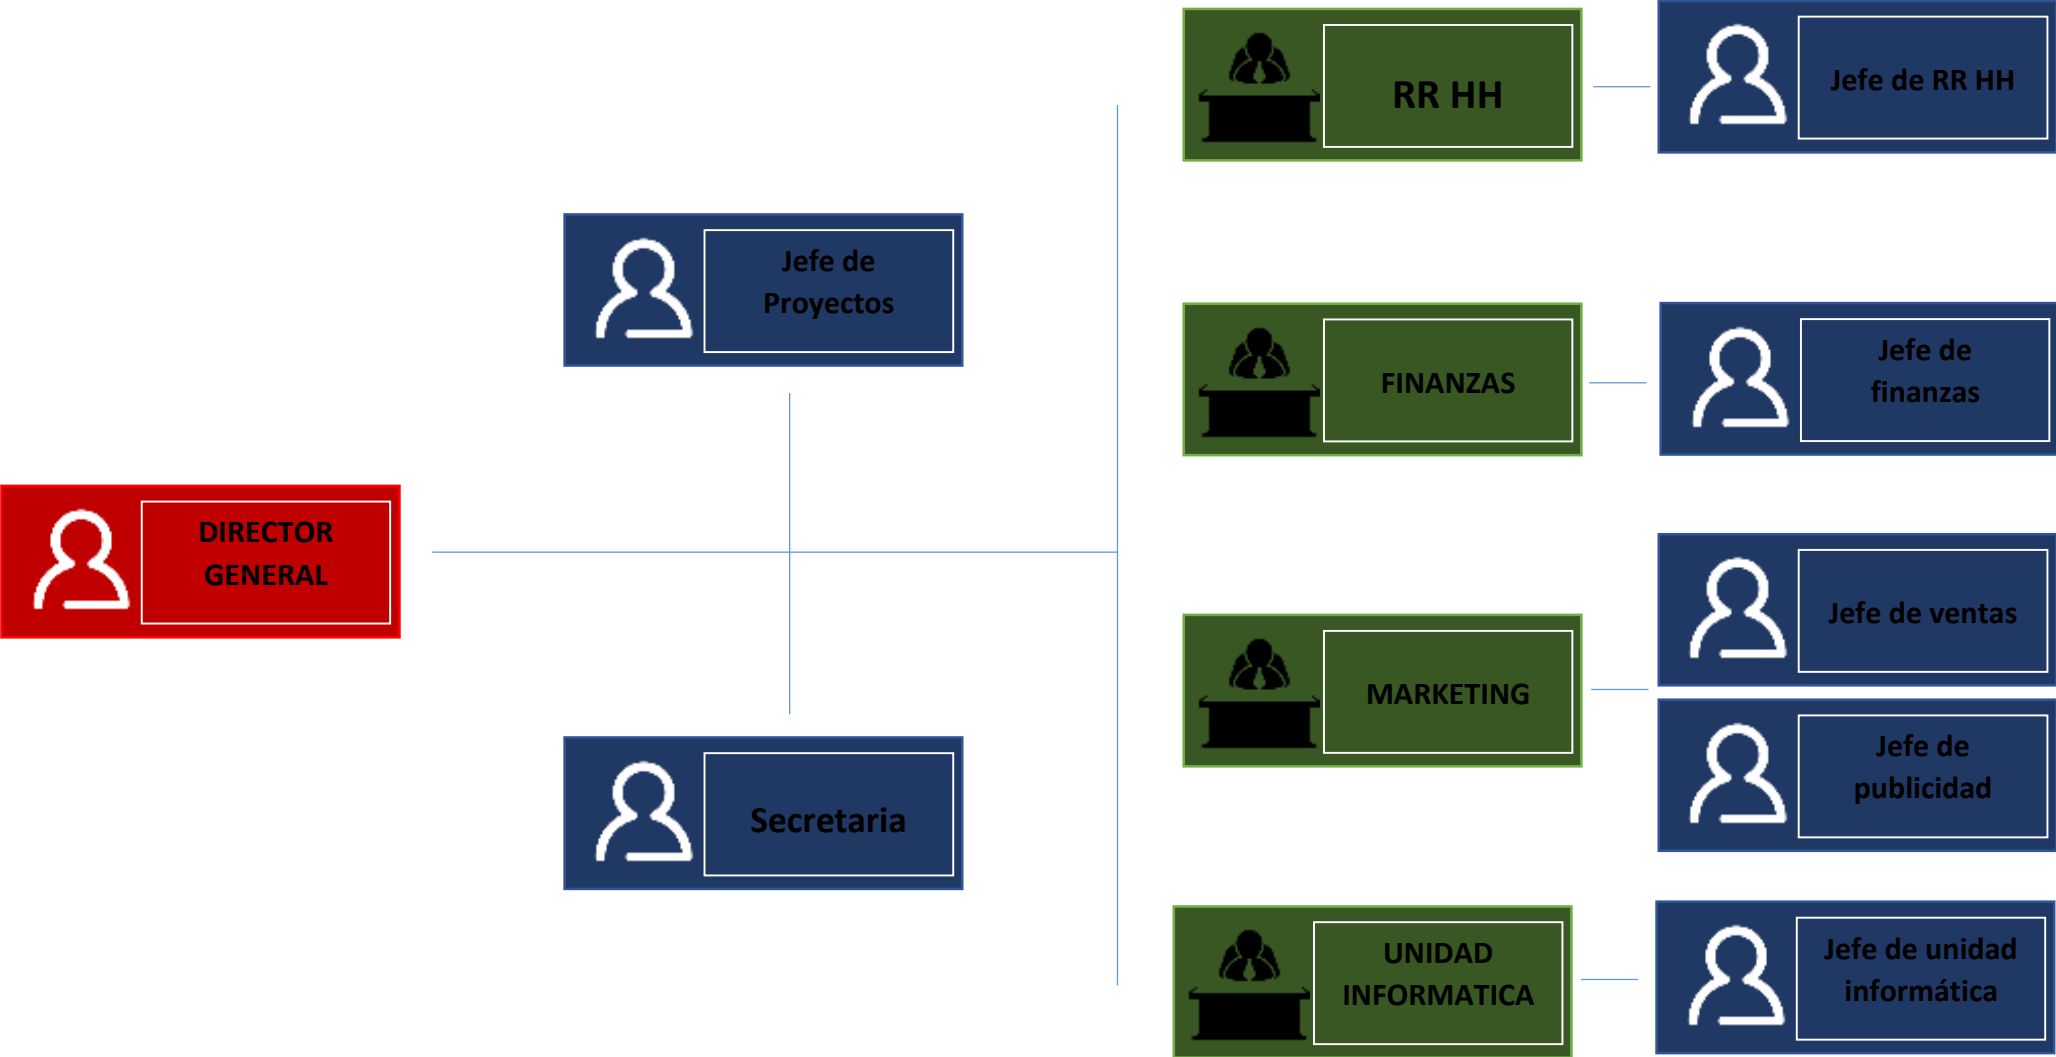 DIRECTOR
GENERAL
Jefe de
Proyectos
Secretaria
RR HH
Jefe de RR HH
FINANZAS
Jefe de
finanzas
MARKETING
Jefe de ventas
Jefe de
publicidad
UNIDAD
INFORMATICA
Jefe de unidad
informática